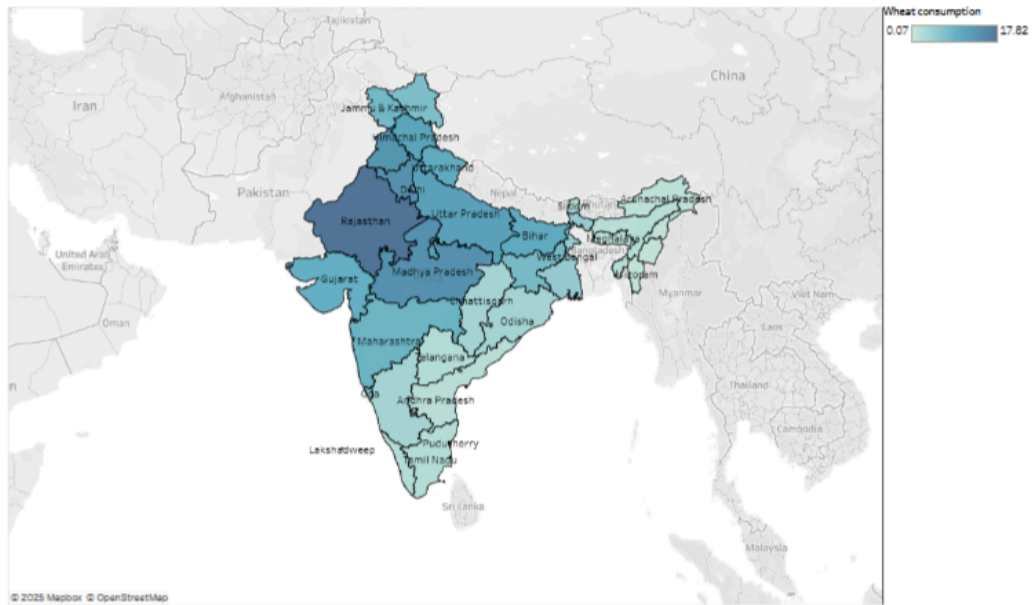 Wheat consumption
0.07 17.82
Tajikistan
China
Iran
Afghanistan
Jammu & Kashmir
Himachal Pradesh
Uttarakhand
Pakistan
Delhi
Nepal
Sikkim
Bhutan
Arunachal Pradesh
Rajasthan
Uttar Pradesh
Bihar
Meghalaya
Bangladesh
West Bengal
United Arab
Emirates
Gujarat
Madhya Pradesh
Mizoram
Myanmar
Viet Nam
Oman
Chhattisgarh
Odisha
Laos
Maharashtra
Telangana
Thailand
Goa
Andhra Pradesh
Cambodia
Lakshadweep
Puducherry
Tamil Nadu
Sri Lanka
Malaysia
© 2025 Mapbox © OpenStreetMap